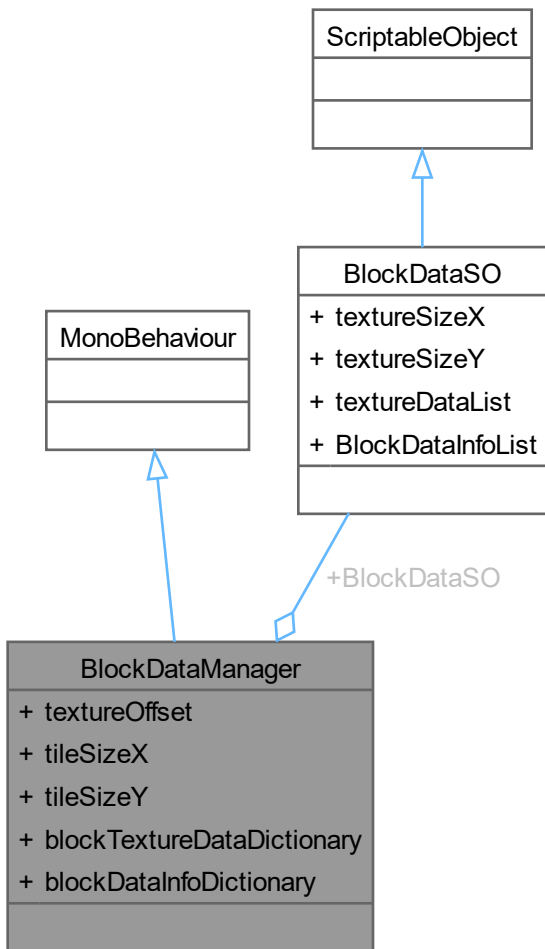 ScriptableObject
BlockDataSO
+ textureSizeX
+ textureSizeY
+ textureDataList
+ BlockDataInfoList
MonoBehaviour
+BlockDataSO
BlockDataManager
+ textureOffset
+ tileSizeX
+ tileSizeY
+ blockTextureDataDictionary
+ blockDataInfoDictionary